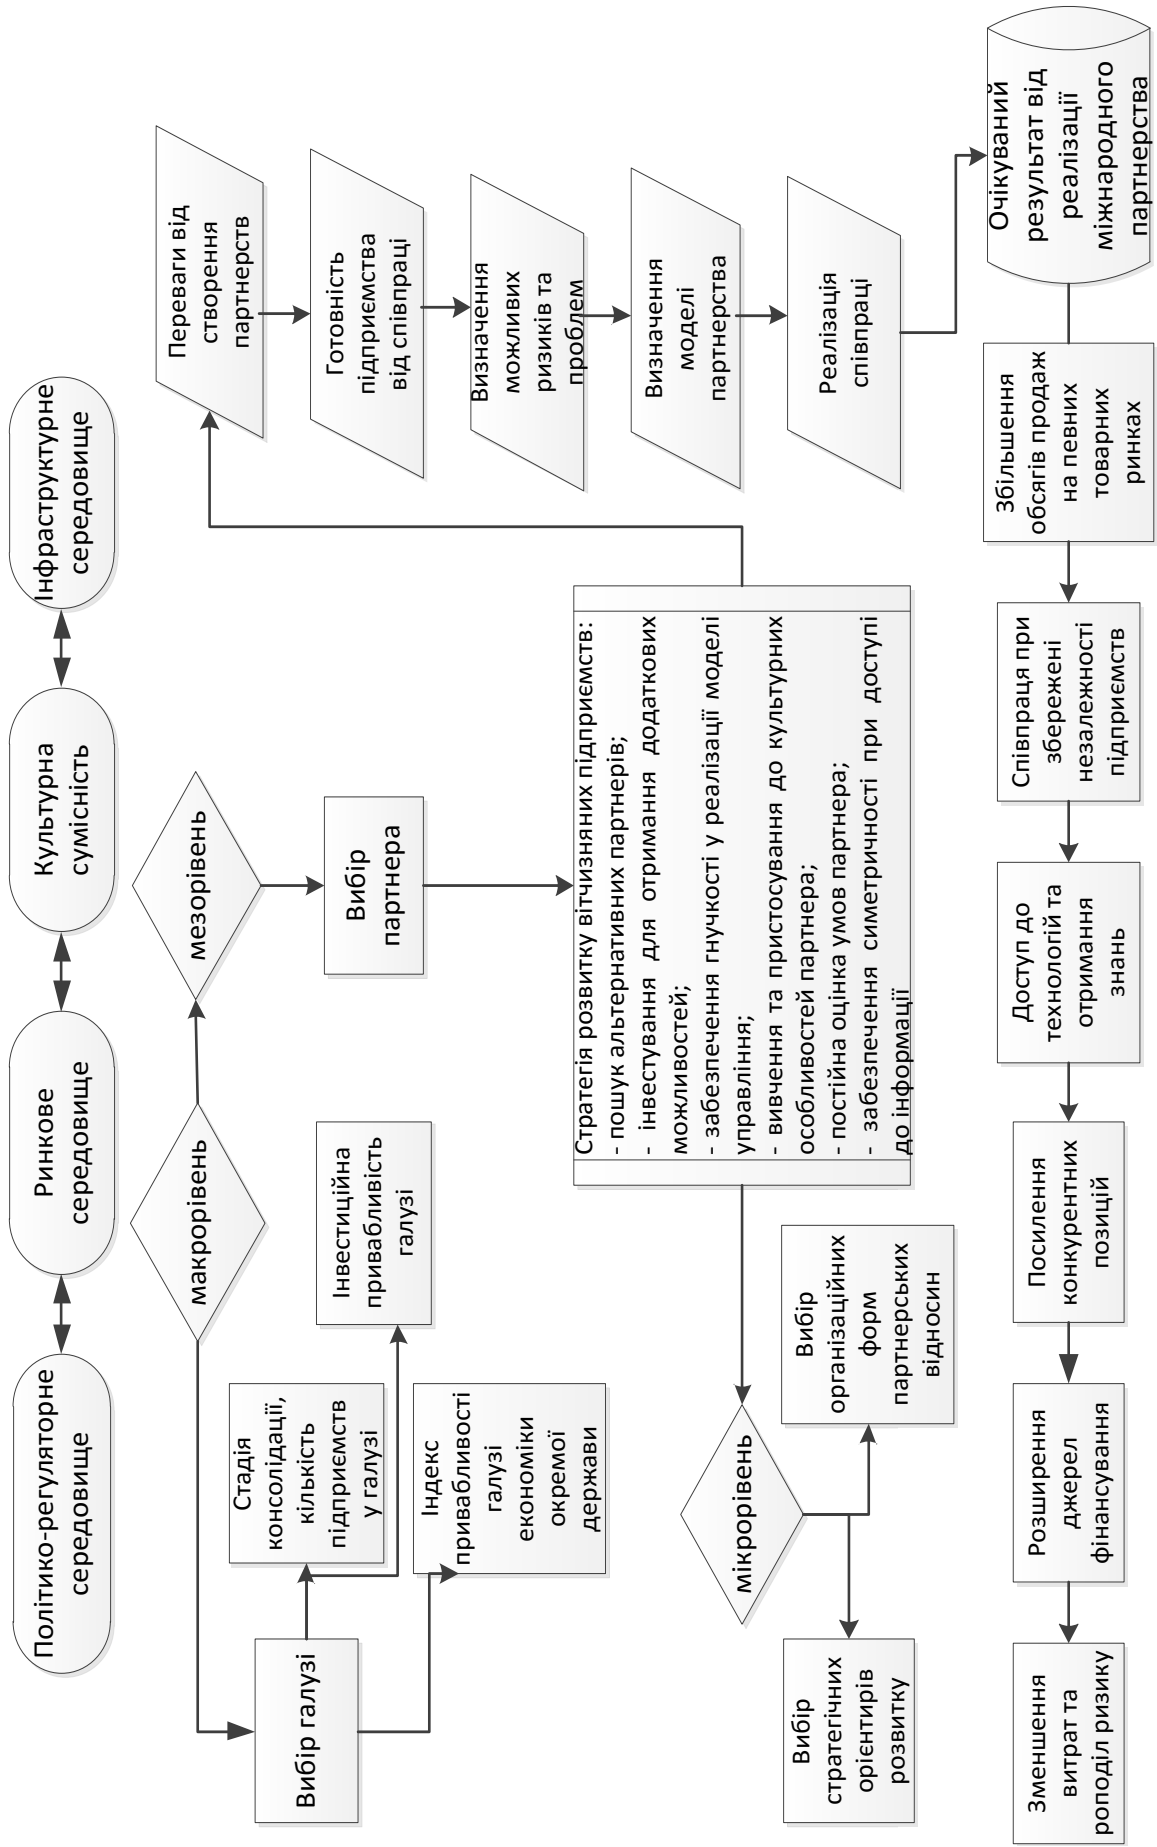 Політико-регуляторне
середовище
Ринкове
середовище
Культурна
сумісність
Інфраструктурне
середовище
макрорівень
мезорівень
Вибір галузі
Стадія
консолідації,
кількість
підприємств
у галузі
Інвестиційна
привабливість
галузі
Індекс
привабливості
галузі
економіки
окремої
держави
Вибір
партнера
Переваги від
створення
партнерств
Готовність
підприємства
від співпраці
Визначення
можливих
ризиків та
проблем
Визначення
моделі
партнерства
Реалізація
співпраці
Стратегія розвитку вітчизняних підприємств:
- пошук альтернативних партнерів;
- інвестування для отримання додаткових
можливостей;
- забезпечення гнучкості у реалізації моделі
управління;
- вивчення та пристосування до культурних
особливостей партнера;
- постійна оцінка умов партнера;
- забезпечення симетричності при доступі
до інформації
мікрорівень
Вибір
стратегічних
орієнтирів
розвитку
Вибір
організаційних
форм
партнерських
відносин
Очікуваний
результат від
реалізації
міжнародного
партнерства
Збільшення
обсягів продаж
на певних
товарних
ринках
Співпраця при
збережені
незалежності
підприємств
Доступ до
технологій та
отримання
знань
Посилення
конкурентних
позицій
Розширення
джерел
фінансування
Зменшення
витрат та
роподіл ризику